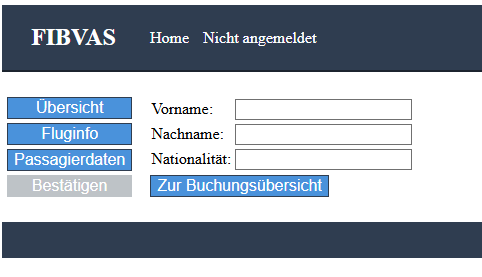 FIBVAS Home Nicht angemeldet
Übersicht Vorname:
Fluginfo Nachname:
Passagierdaten Nationalität:
Bestätigen Zur Buchungsübersicht